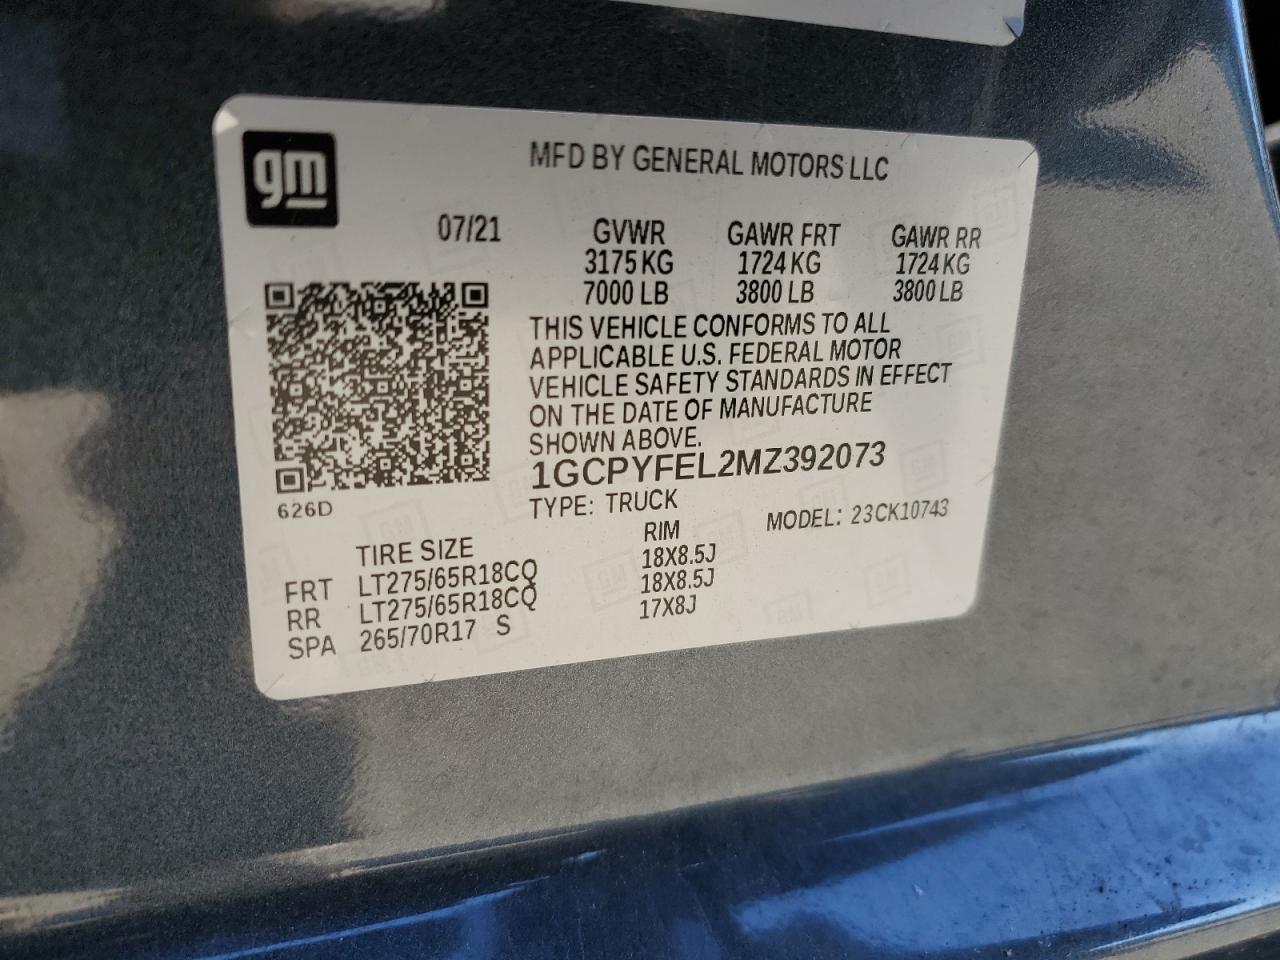 gm
MFD BY GENERAL MOTORS LLC
07/21
GVWR GAWR FRT GAWR RR
3175 KG 1724 KG 1724 KG
7000 LB 3800 LB 3800 LB
THIS VEHICLE CONFORMS TO ALL
APPLICABLE U.S. FEDERAL MOTOR
VEHICLE SAFETY STANDARDS IN EFFECT
ON THE DATE OF MANUFACTURE
SHOWN ABOVE.
1GCPYFEL2MZ392073
626D
TYPE: TRUCK MODEL: 23CK10743
TIRE SIZE RIM
FRT LT275/65R18CQ 18X8.5J
RR LT275/65R18CQ 18X8.5J
SPA 265/70R17 S 17X8J